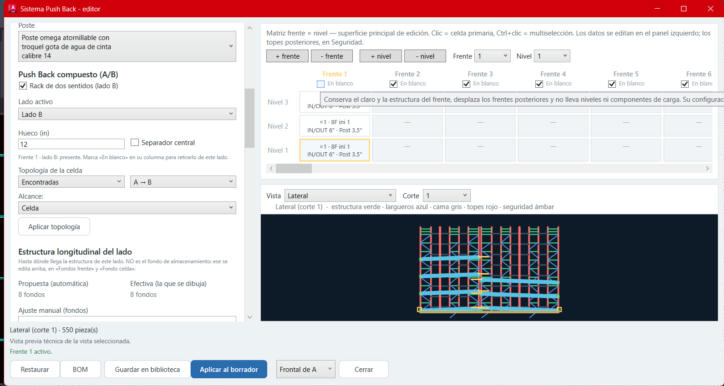 Sistema Push Back - editor
Poste
Poste omega atornillable con
troquel gota de agua de cinta
calibre 14
Push Back compuesto (A/B)
Rack de dos sentidos (lado B)
Lado activo
Lado B
Hueco (in)
12
Separador central
Frente 1 · lado B: presente. Marca «En blanco» en su columna para retirarlo de este lado.
Topología de la celda
Encontradas
A → B
Alcance:
Celda
Aplicar topología
Estructura longitudinal del lado
Hasta dónde llega la estructura de este lado. NO es el fondo de almacenamiento: ese se
edita arriba, en «Fondos frente» y «Fondo celda».
Propuesta (automática)
Efectiva (la que se dibuja)
8 fondos
8 fondos
Ajuste manual (fondos)
Matriz frente × nivel — superficie principal de edición. Clic = celda primaria, Ctrl+clic = multiselección. Los datos se editan en el panel izquierdo; los
topes posteriores, en Seguridad.
+ frente
- frente
+ nivel
- nivel
Frente
1
Nivel
1
Frente 1
Frente 2
Frente 3
Frente 4
Frente 5
Frente 6
En blanco
En blanco
En blanco
En blanco
En blanco
En blanco
Conserva el claro y la estructura del frente, desplaza los frentes posteriores y no lleva niveles ni componentes de carga. Su configurac
Nivel 3
IN/OUT 6" · Post 3.5"
Nivel 2
×1 · BF ini 1
IN/OUT 6" · Post 3.5"
— — — — —
Nivel 1
×1 · BF ini 1
IN/OUT 6" · Post 3.5"
— — — — —
Vista
Lateral
Corte
1
Lateral (corte 1) · estructura verde · largueros azul · cama gris · topes rojo · seguridad ámbar
Lateral (corte 1) · 550 pieza(s)
Vista previa técnica de la vista seleccionada.
Frente 1 activo.
Restaurar
BOM
Guardar en biblioteca
Aplicar al borrador
Frontal de A
Cerrar